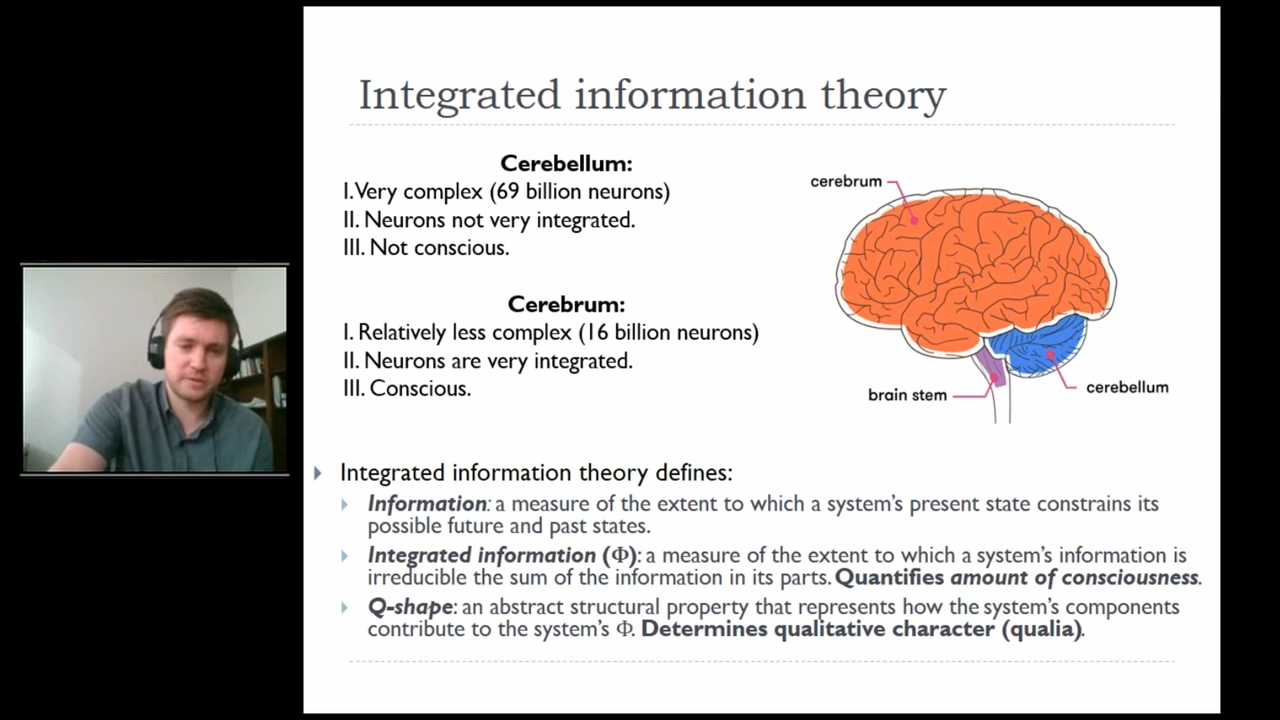 Integrated information theory
Cerebellum:
I. Very complex (69 billion neurons)
II. Neurons not very integrated.
III. Not conscious.
Cerebrum:
I. Relatively less complex (16 billion neurons)
II. Neurons are very integrated.
III. Conscious.
cerebrum
brain stem
cerebellum
Integrated information theory defines:
Information: a measure of the extent to which a system's present state constrains its
possible future and past states.
Integrated information (Φ): a measure of the extent to which a system's information is
irreducible the sum of the information in its parts. Quantifies amount of consciousness.
Q-shape: an abstract structural property that represents how the system's components
contribute to the system's Φ. Determines qualitative character (qualia).